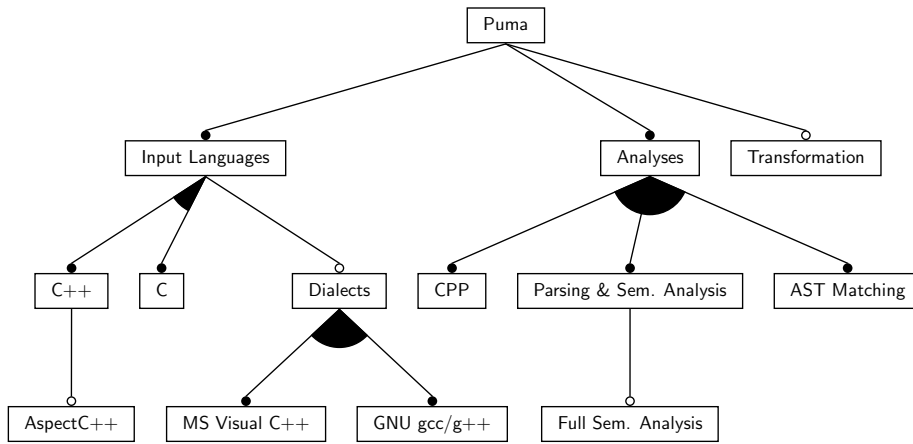 Puma
Input Languages
Analyses
Transformation
C++
C
Dialects
CPP
Parsing & Sem. Analysis
AST Matching
AspectC++
MS Visual C++
GNU gcc/g++
Full Sem. Analysis